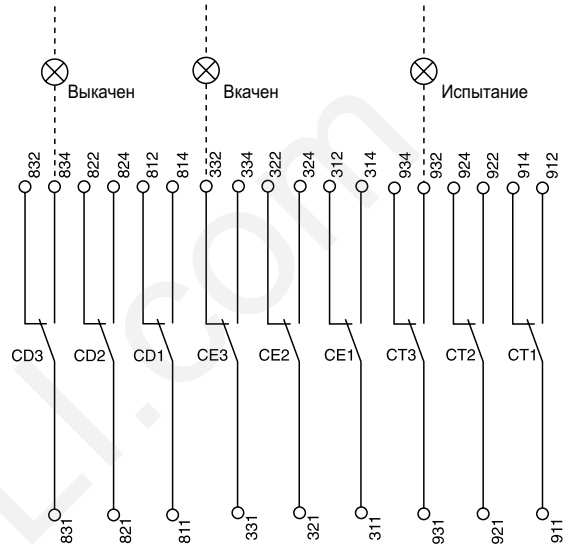 Выкачен Вкачен Испытание
832 834 822 824 812 814 332 334 322 324 312 314 934 932 924 922 914 912
CD3 CD2 CD1 CE3 CE2 CE1 CT3 CT2 CT1
831 821 811 331 321 311 931 921 911
LI.com